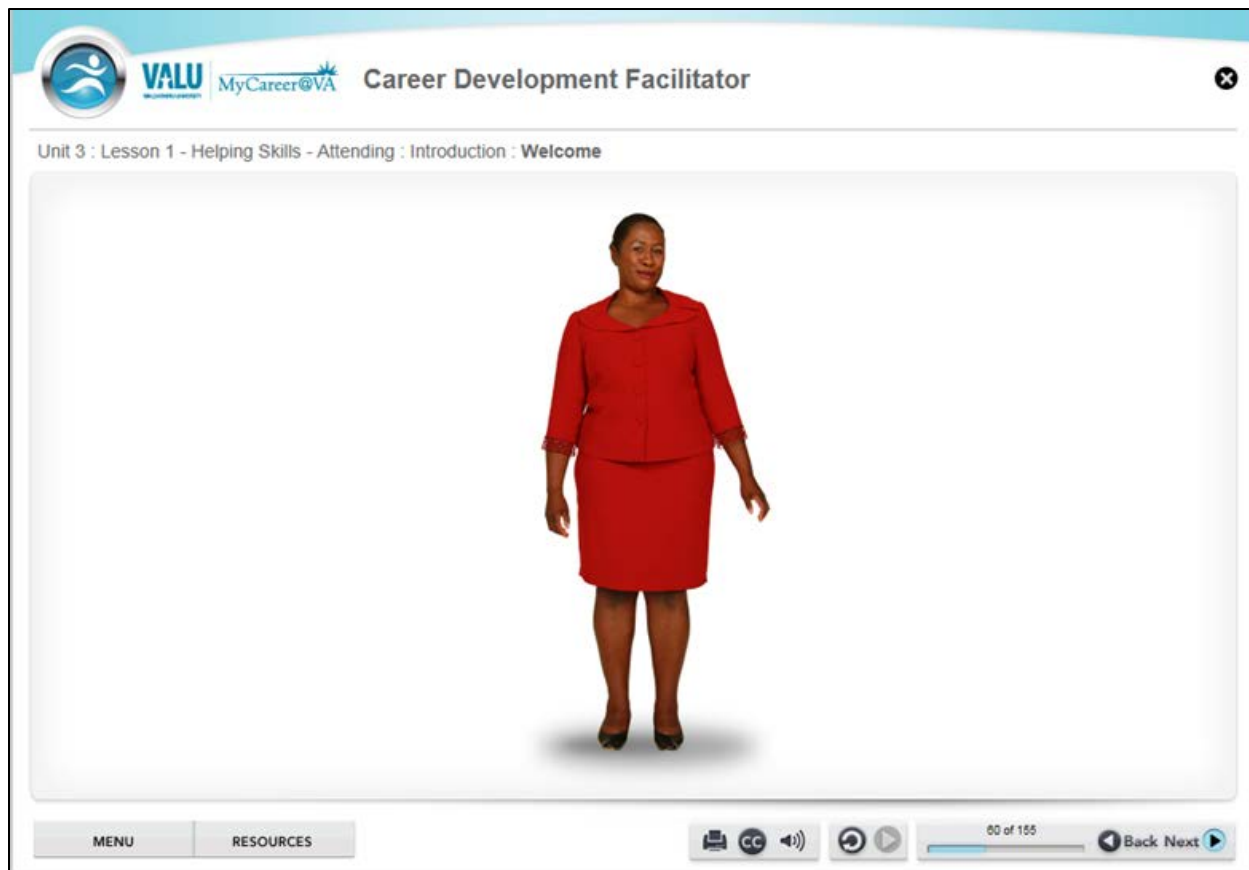 VALU
MyCareer@VA
Career Development Facilitator
Unit 3 : Lesson 1 - Helping Skills - Attending : Introduction : Welcome
MENU
RESOURCES
CC
60 of 155
Back Next